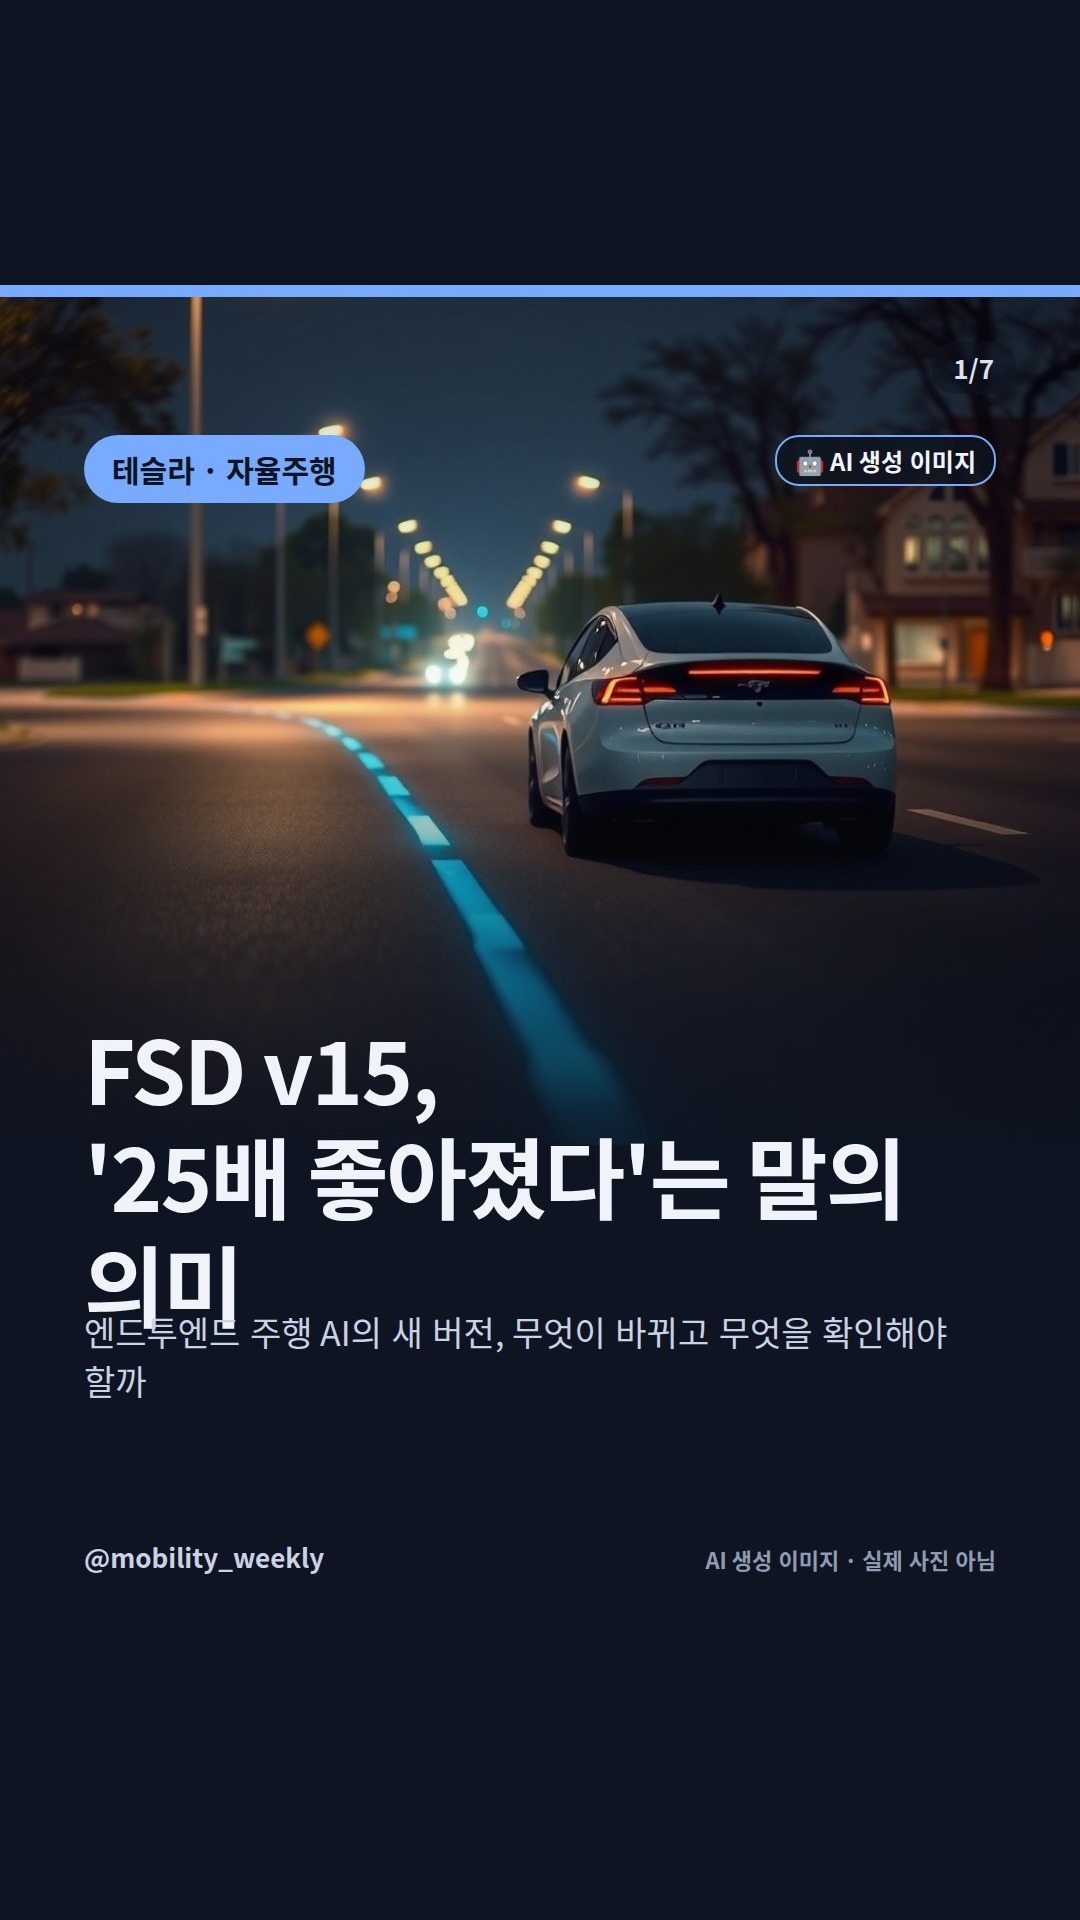 1/7
테슬라 · 자율주행
🤖 AI 생성 이미지
FSD v15,
'25배 좋아졌다'는 말의
의미
엔드투엔드 주행 AI의 새 버전, 무엇이 바뀌고 무엇을 확인해야
할까
@mobility_weekly
AI 생성 이미지 · 실제 사진 아님